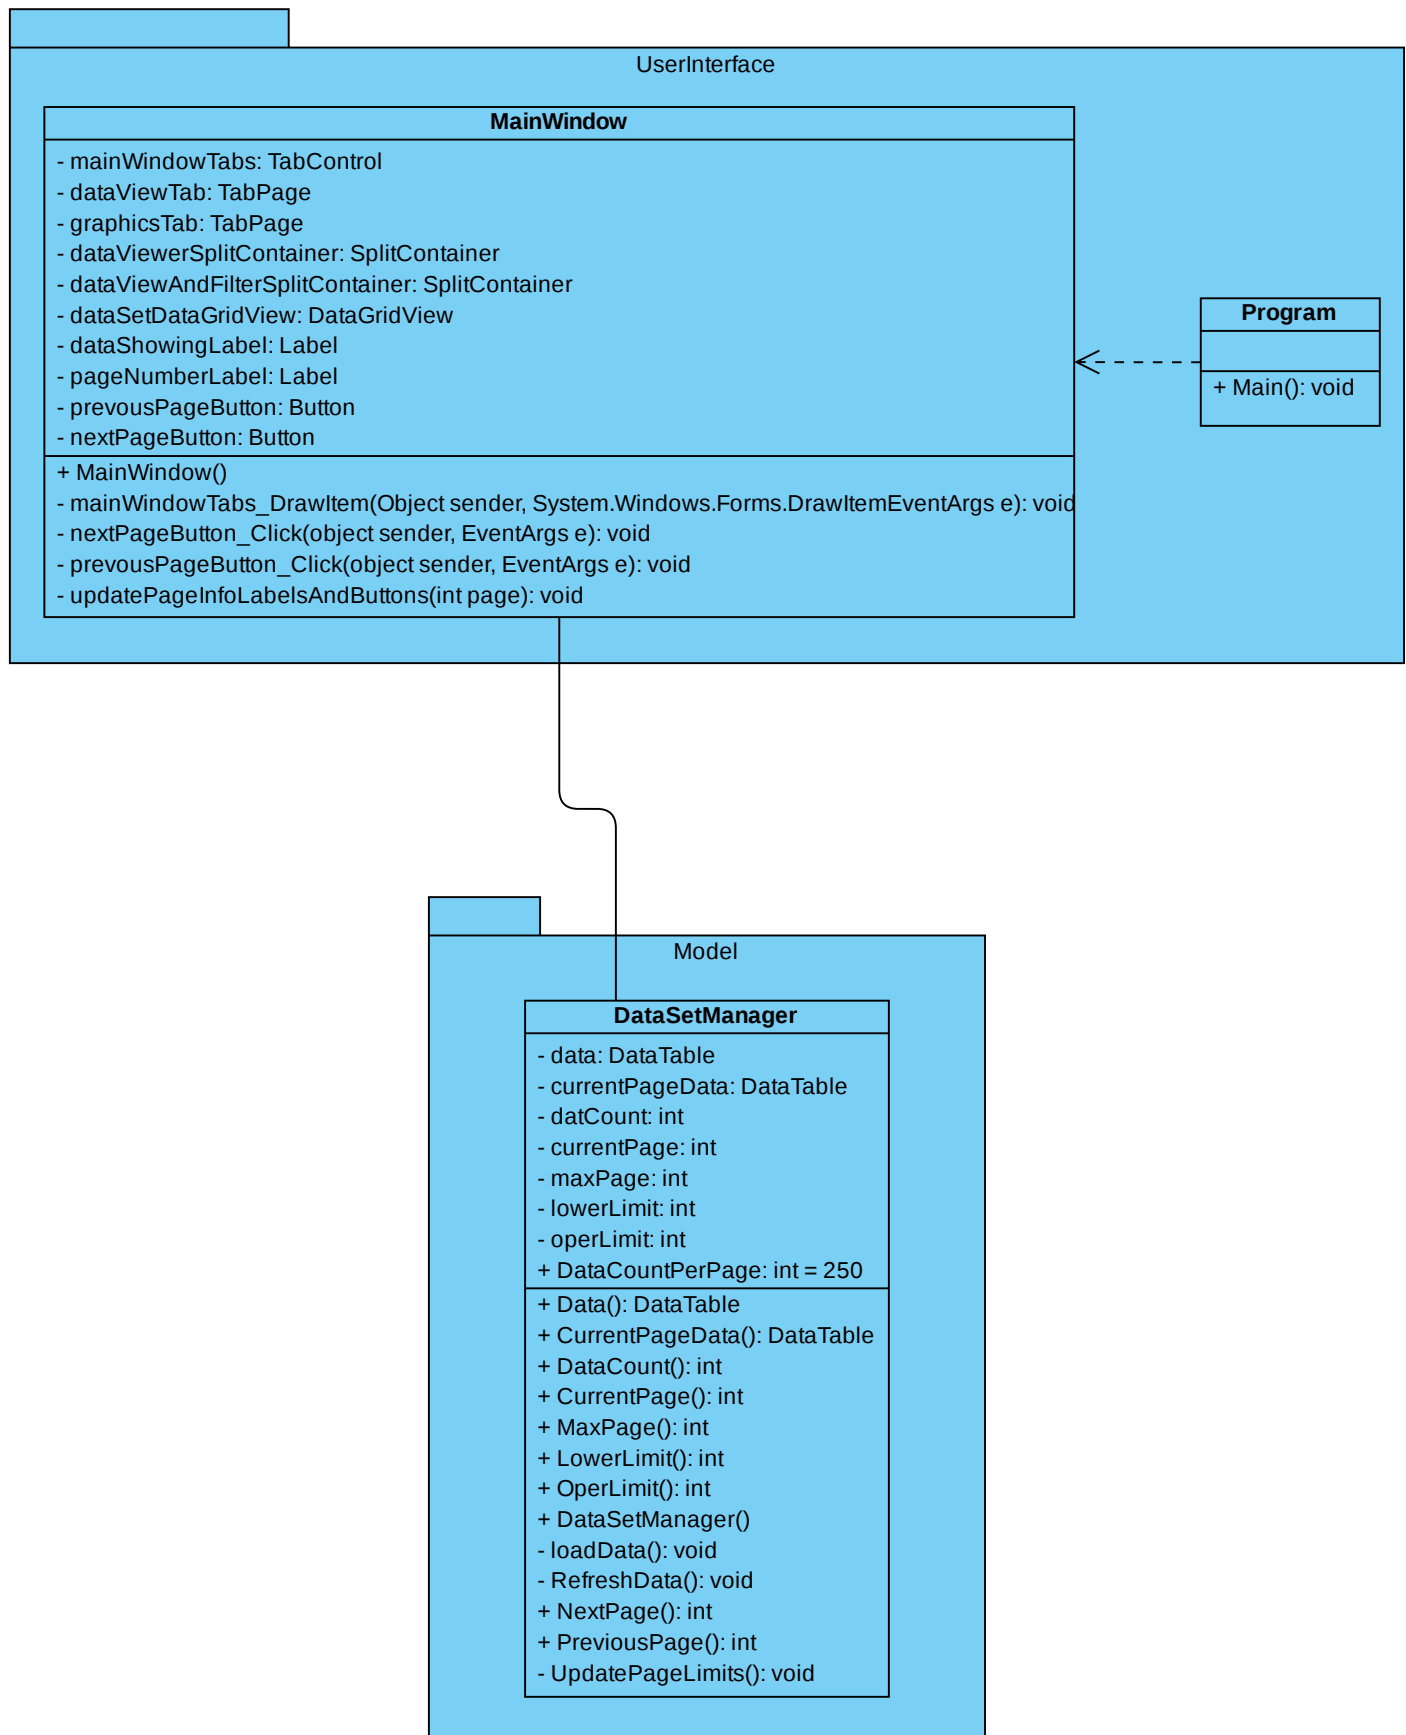 UserInterface
MainWindow
- mainWindowTabs: TabControl
- dataViewTab: TabPage
- graphicsTab: TabPage
- dataViewerSplitContainer: SplitContainer
- dataViewAndFilterSplitContainer: SplitContainer
- dataSetDataGridView: DataGridView
- dataShowingLabel: Label
- pageNumberLabel: Label
- prevousPageButton: Button
- nextPageButton: Button
+ MainWindow()
- mainWindowTabs_DrawItem(Object sender, System.Windows.Forms.DrawItemEventArgs e): void
- nextPageButton_Click(object sender, EventArgs e): void
- prevousPageButton_Click(object sender, EventArgs e): void
- updatePageInfoLabelsAndButtons(int page): void
Program
+ Main(): void
Model
DataSetManager
- data: DataTable
- currentPageData: DataTable
- datCount: int
- currentPage: int
- maxPage: int
- lowerLimit: int
- operLimit: int
+ DataCountPerPage: int = 250
+ Data(): DataTable
+ CurrentPageData(): DataTable
+ DataCount(): int
+ CurrentPage(): int
+ MaxPage(): int
+ LowerLimit(): int
+ OperLimit(): int
+ DataSetManager()
- loadData(): void
- RefreshData(): void
+ NextPage(): int
+ PreviousPage(): int
- UpdatePageLimits(): void